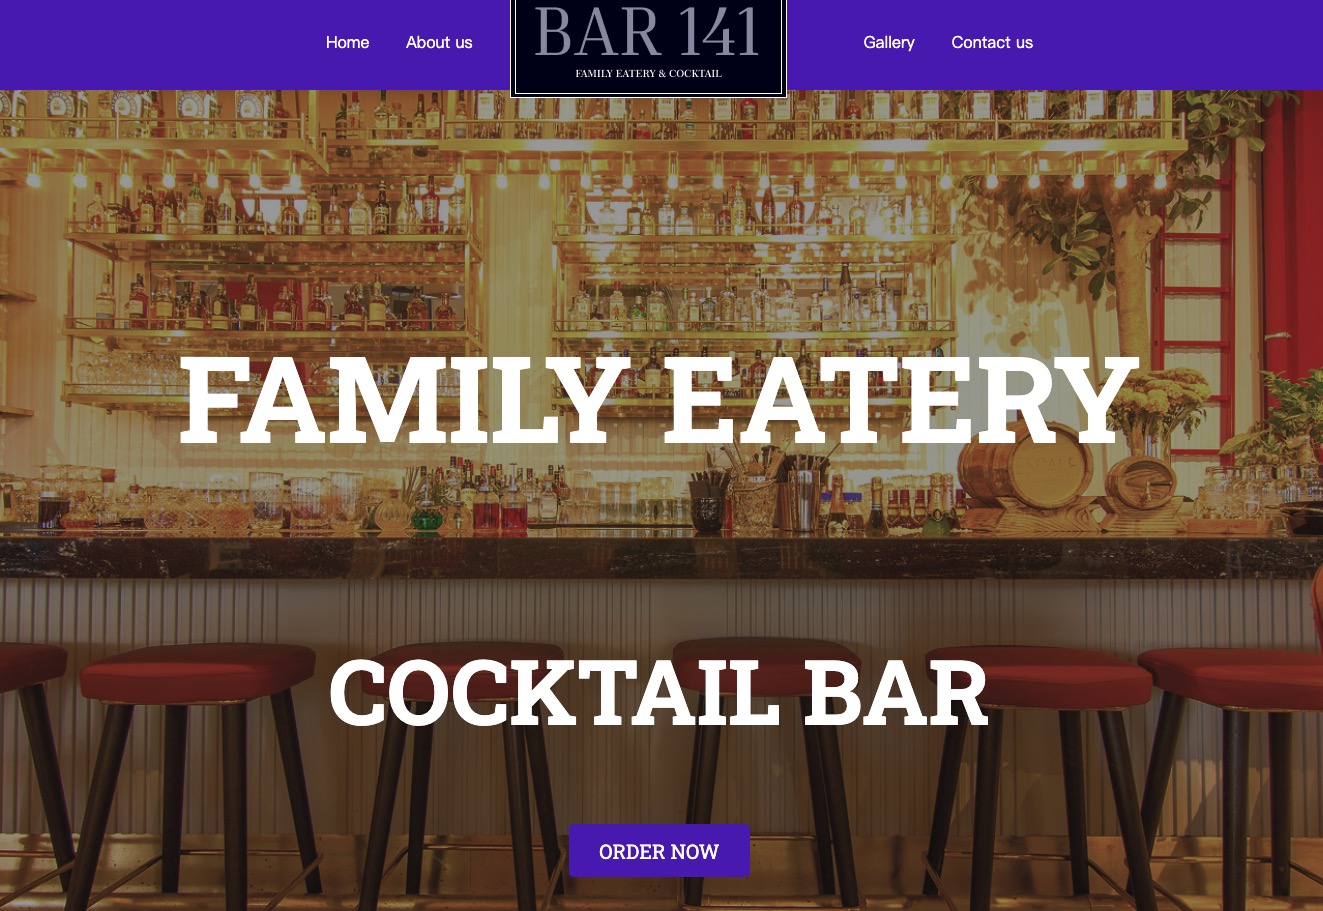 Home
About us
BAR 141
FAMILY EATERY & COCKTAIL
Gallery
Contact us
FAMILY EATERY
COCKTAIL BAR
ORDER NOW